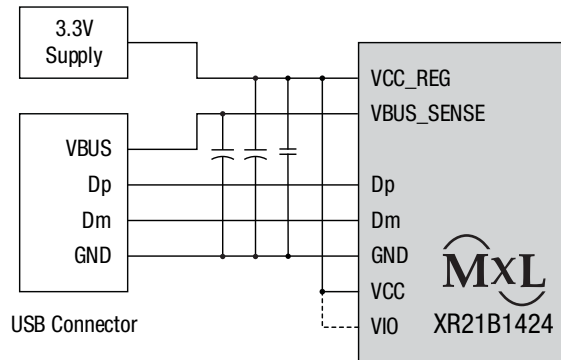 3.3V
Supply
VCC_REG
VBUS_SENSE
VBUS
Dp
Dm
GND
Dp
Dm
GND
VCC
VIO
MxL
XR21B1424
USB Connector